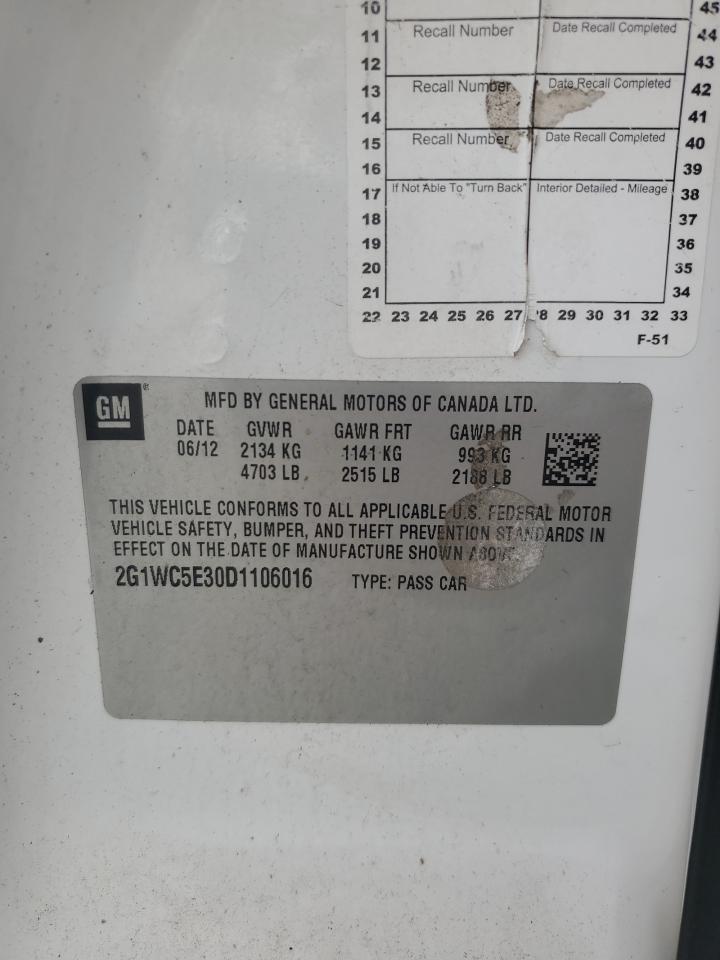 10 45
11 Recall Number Date Recall Completed 44
12 43
13 Recall Number Date Recall Completed 42
14 41
15 Recall Number Date Recall Completed 40
16 39
17 If Not Able To "Turn Back" Interior Detailed - Mileage 38
18 37
19 36
20 35
21 34
22 23 24 25 26 27 28 29 30 31 32 33
F-51
GM ® MFD BY GENERAL MOTORS OF CANADA LTD.
DATE GVWR GAWR FRT GAWR RR
06/12 2134 KG 1141 KG 993 KG
4703 LB 2515 LB 2188 LB
THIS VEHICLE CONFORMS TO ALL APPLICABLE U.S. FEDERAL MOTOR
VEHICLE SAFETY, BUMPER, AND THEFT PREVENTION STANDARDS IN
EFFECT ON THE DATE OF MANUFACTURE SHOWN ABOVE.
2G1WC5E30D1106016 TYPE: PASS CAR